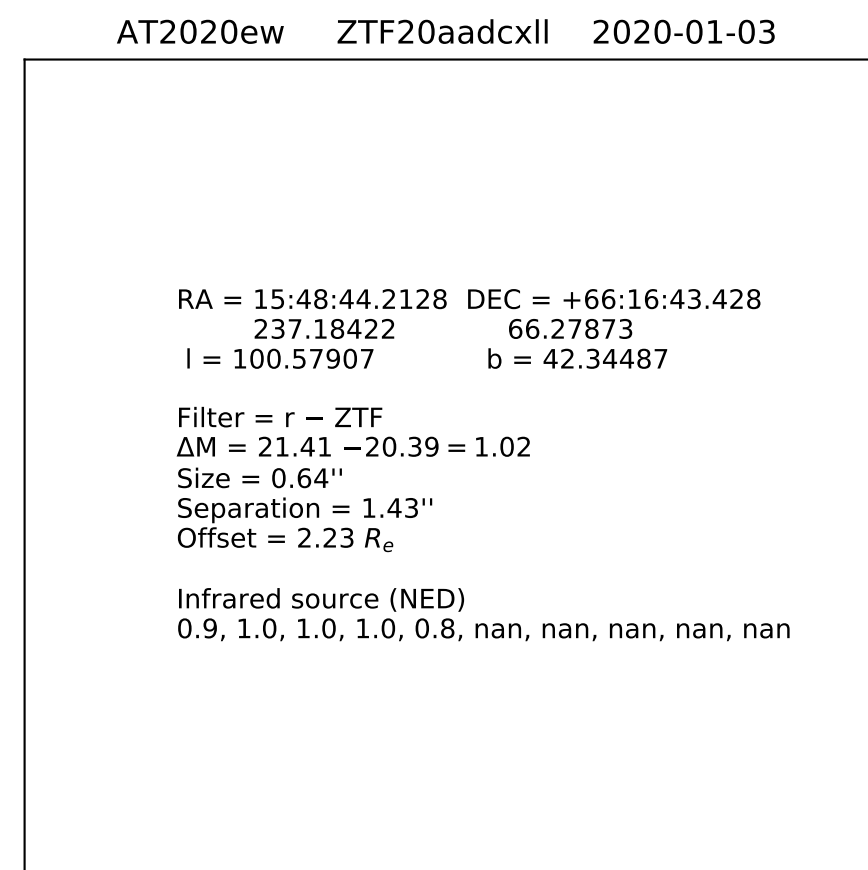 AT2020ew ZTF20aadcxll 2020-01-03
RA = 15:48:44.2128 DEC = +66:16:43.428
237.18422 66.27873
l = 100.57907 b = 42.34487
Filter = r − ZTF
ΔM = 21.41 −20.39 = 1.02
Size = 0.64''
Separation = 1.43''
Offset = 2.23 Rₑ
Infrared source (NED)
0.9, 1.0, 1.0, 1.0, 0.8, nan, nan, nan, nan, nan